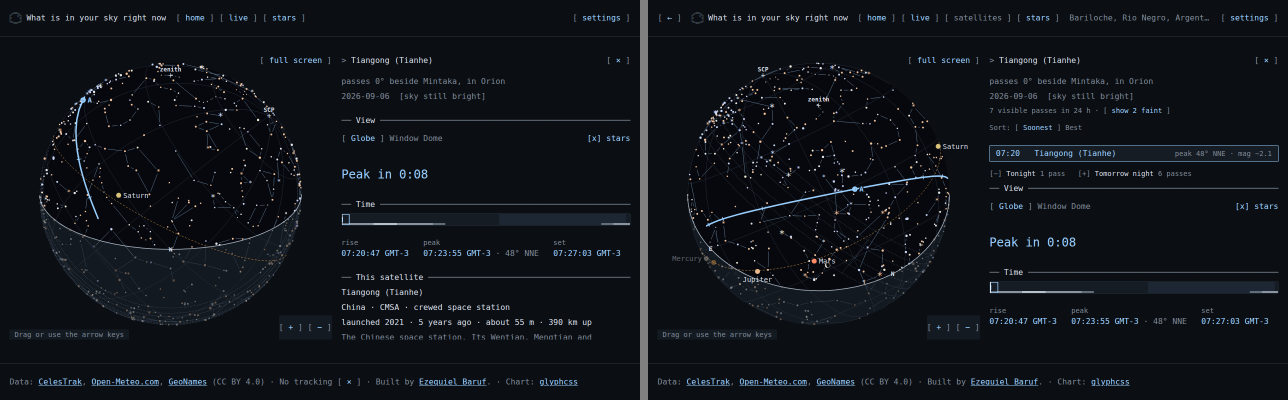 What is in your sky right now [ home ] [ live ] [ stars ] [ settings ]
[ full screen ]
zenith
A
SCP
Saturn
Drag or use the arrow keys
[ + ] [ − ]
> Tiangong (Tianhe) [ × ]
passes 0° beside Mintaka, in Orion
2026-09-06 [sky still bright]
View
[ Globe ] Window Dome [x] stars
Peak in 0:08
Time
rise peak set
07:20:47 GMT-3 07:23:55 GMT-3 · 48° NNE 07:27:03 GMT-3
This satellite
Tiangong (Tianhe)
China · CMSA · crewed space station
launched 2021 · 5 years ago · about 55 m · 390 km up
The Chinese space station. Its Wentian, Mengtian and
Data: CelesTrak, Open-Meteo.com, GeoNames (CC BY 4.0) · No tracking [ × ] · Built by Ezequiel Baruf. · Chart: glyphcss
[ ← ] What is in your sky right now [ home ] [ live ] [ satellites ] [ stars ] Bariloche, Río Negro, Argent… [ settings ]
[ full screen ]
SCP
zenith
Saturn
A
E
Mercury
Mars
Jupiter
N
Drag or use the arrow keys
[ + ] [ − ]
> Tiangong (Tianhe) [ × ]
passes 0° beside Mintaka, in Orion
2026-09-06 [sky still bright]
7 visible passes in 24 h · [ show 2 faint ]
Sort: [ Soonest ] Best
07:20 Tiangong (Tianhe) peak 48° NNE · mag −2.1
[−] Tonight 1 pass [+] Tomorrow night 6 passes
View
[ Globe ] Window Dome [x] stars
Peak in 0:08
Time
rise peak set
07:20:47 GMT-3 07:23:55 GMT-3 · 48° NNE 07:27:03 GMT-3
Data: CelesTrak, Open-Meteo.com, GeoNames (CC BY 4.0) · Built by Ezequiel Baruf. · Chart: glyphcss